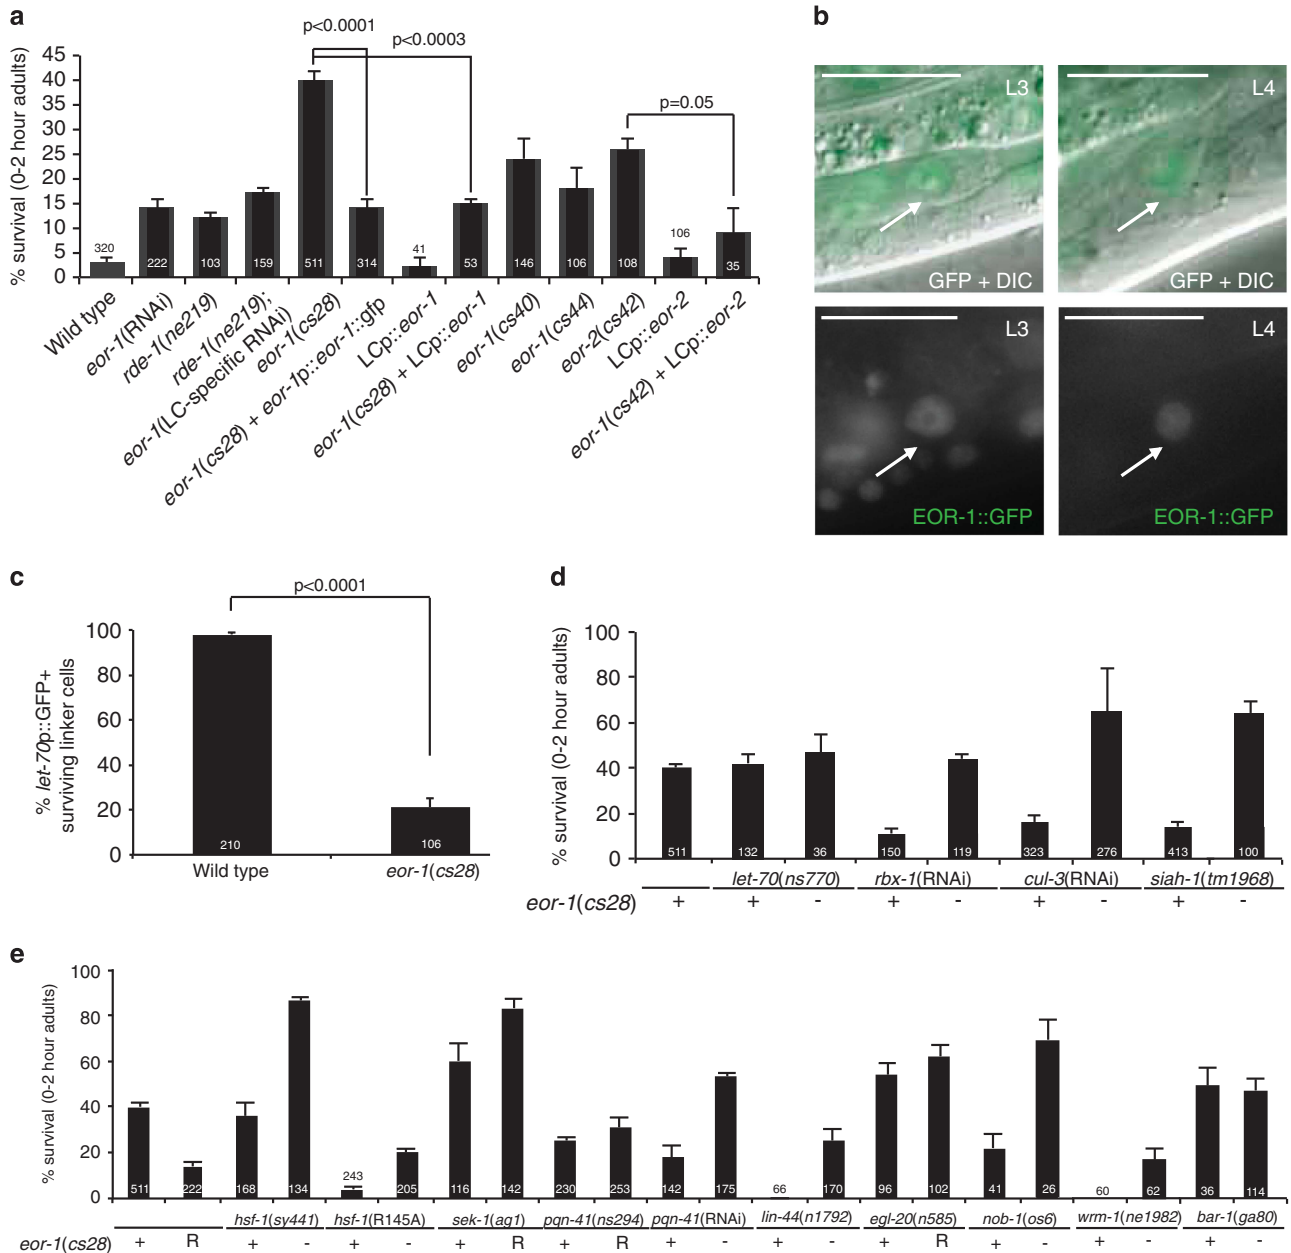 a
p<0.0001
p<0.0003
p=0.05
% survival (0-2 hour adults)
45
40
35
30
25
20
15
10
5
0
320
222
103
159
511
314
41
53
146
106
108
106
35
Wild type
eor-1(RNAi)
rde-1(ne219)
rde-1(ne219);
eor-1(LC-specific RNAi)
eor-1(cs28)
eor-1(cs28) + eor-1p::eor-1::gfp
LCp::eor-1
eor-1(cs28) + LCp::eor-1
eor-1(cs40)
eor-1(cs44)
eor-2(cs42)
LCp::eor-2
eor-1(cs42) + LCp::eor-2
b
L3
GFP + DIC
L4
GFP + DIC
L3
EOR-1::GFP
L4
EOR-1::GFP
c
p<0.0001
% let-70p::GFP+
surviving linker cells
100
80
60
40
20
0
210
106
Wild type
eor-1(cs28)
d
% survival (0-2 hour adults)
100
80
60
40
20
0
511
132
36
150
119
323
276
413
100
let-70(ns770) rbx-1(RNAi) cul-3(RNAi) siah-1(tm1968)
eor-1(cs28) + + - + - + - + -
e
% survival (0-2 hour adults)
100
80
60
40
20
0
511
222
168
134
243
205
116
142
230
253
142
175
66
170
96
102
41
26
60
62
36
114
hsf-1(sy441) hsf-1(R145A) sek-1(ag1) pqn-41(ns294) pqn-41(RNAi) lin-44(n1792) egl-20(n585) nob-1(os6) wrm-1(ne1982) bar-1(ga80)
eor-1(cs28) + R + - + - + R + R + - + - + R + - + - + -